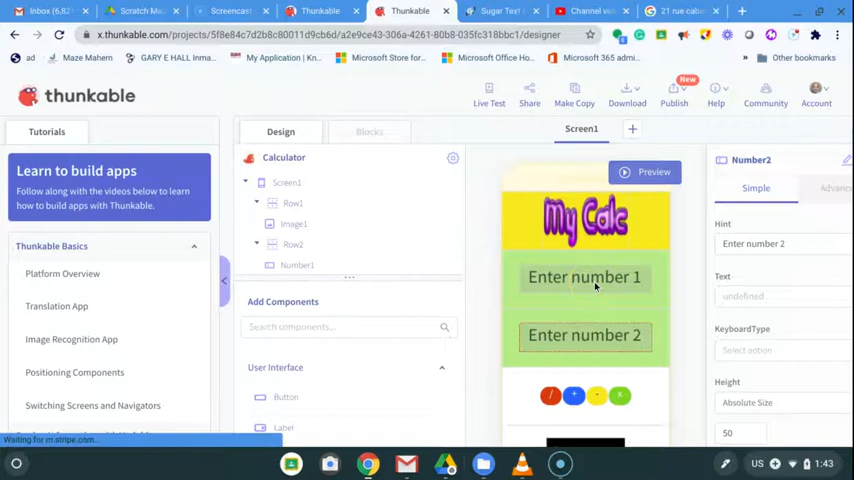 Inbox (6,82
Scratch Ma
Screencast
Thunkable
Thunkable
Sugar Text
Channel vid
21 rue cab
x.thunkable.com/projects/5f8e84c7d2b8c80011d9cb6d/a2e9ce43-306a-4261-80b8-035fc318bbc1/designer
ad
Maze Mahem
GARY E HALL Inma...
My Application | Kn...
Microsoft Store for...
Microsoft Office Ho...
Microsoft 365 admi...
»
Other bookmarks
thunkable
Live Test
Share
Make Copy
Download
New
Publish
Help
Community
Account
Tutorials
Design
Blocks
Screen1
+
Learn to build apps
Follow along with the videos below to learn
how to build apps with Thunkable.
Thunkable Basics
Platform Overview
Translation App
Image Recognition App
Positioning Components
Switching Screens and Navigators
Waiting for m.stripe.com...
Calculator
Screen1
Row1
Image1
Row2
Number1
Add Components
Search components...
User Interface
Button
Label
Preview
My Calc
Enter number 1
Enter number 2
/
+
-
x
Number2
Simple
Advanc
Hint
Enter number 2
Text
undefined
KeyboardType
Select option
Height
Absolute Size
50
US
1:43